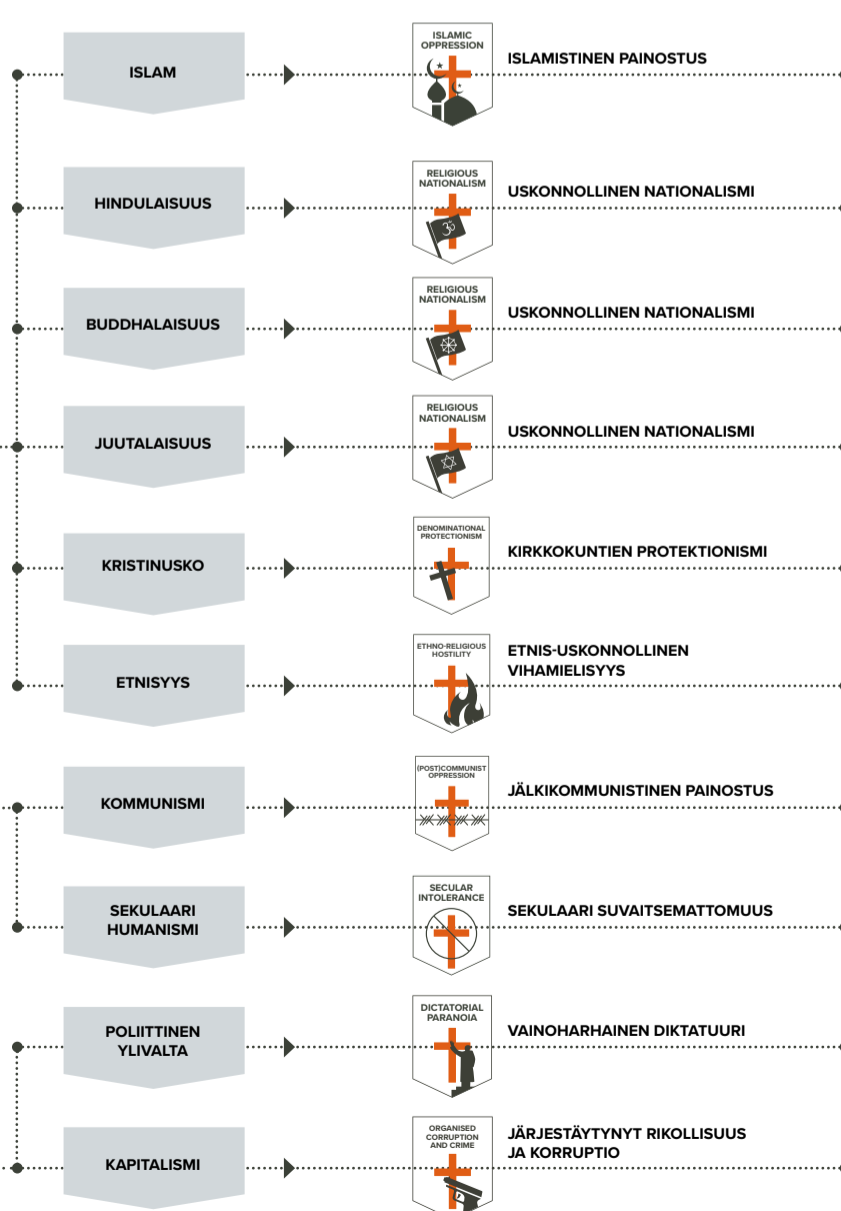 ISLAM
ISLAMIC
OPPRESSION
ISLAMISTINEN PAINOSTUS
HINDULAISUUS
RELIGIOUS
NATIONALISM
USKONNOLLINEN NATIONALISMI
BUDDHALAISUUS
RELIGIOUS
NATIONALISM
USKONNOLLINEN NATIONALISMI
JUUTALAISUUS
RELIGIOUS
NATIONALISM
USKONNOLLINEN NATIONALISMI
KRISTINUSKO
DENOMINATIONAL
PROTECTIONISM
KIRKKOKUNTIEN PROTEKTIONISMI
ETNISYYS
ETHNO-RELIGIOUS
HOSTILITY
ETNIS-USKONNOLLINEN
VIHAMIELISYYS
KOMMUNISMI
(POST)COMMUNIST
OPPRESSION
JÄLKIKOMMUNISTINEN PAINOSTUS
SEKULAARI
HUMANISMI
SECULAR
INTOLERANCE
SEKULAARI SUVAITSEMATTOMUUS
POLIITTINEN
YLIVALTA
DICTATORIAL
PARANOIA
VAINOHARHAINEN DIKTATUURI
KAPITALISMI
ORGANISED
CORRUPTION
AND CRIME
JÄRJESTÄYTYNYT RIKOLLISUUS
JA KORRUPTIO